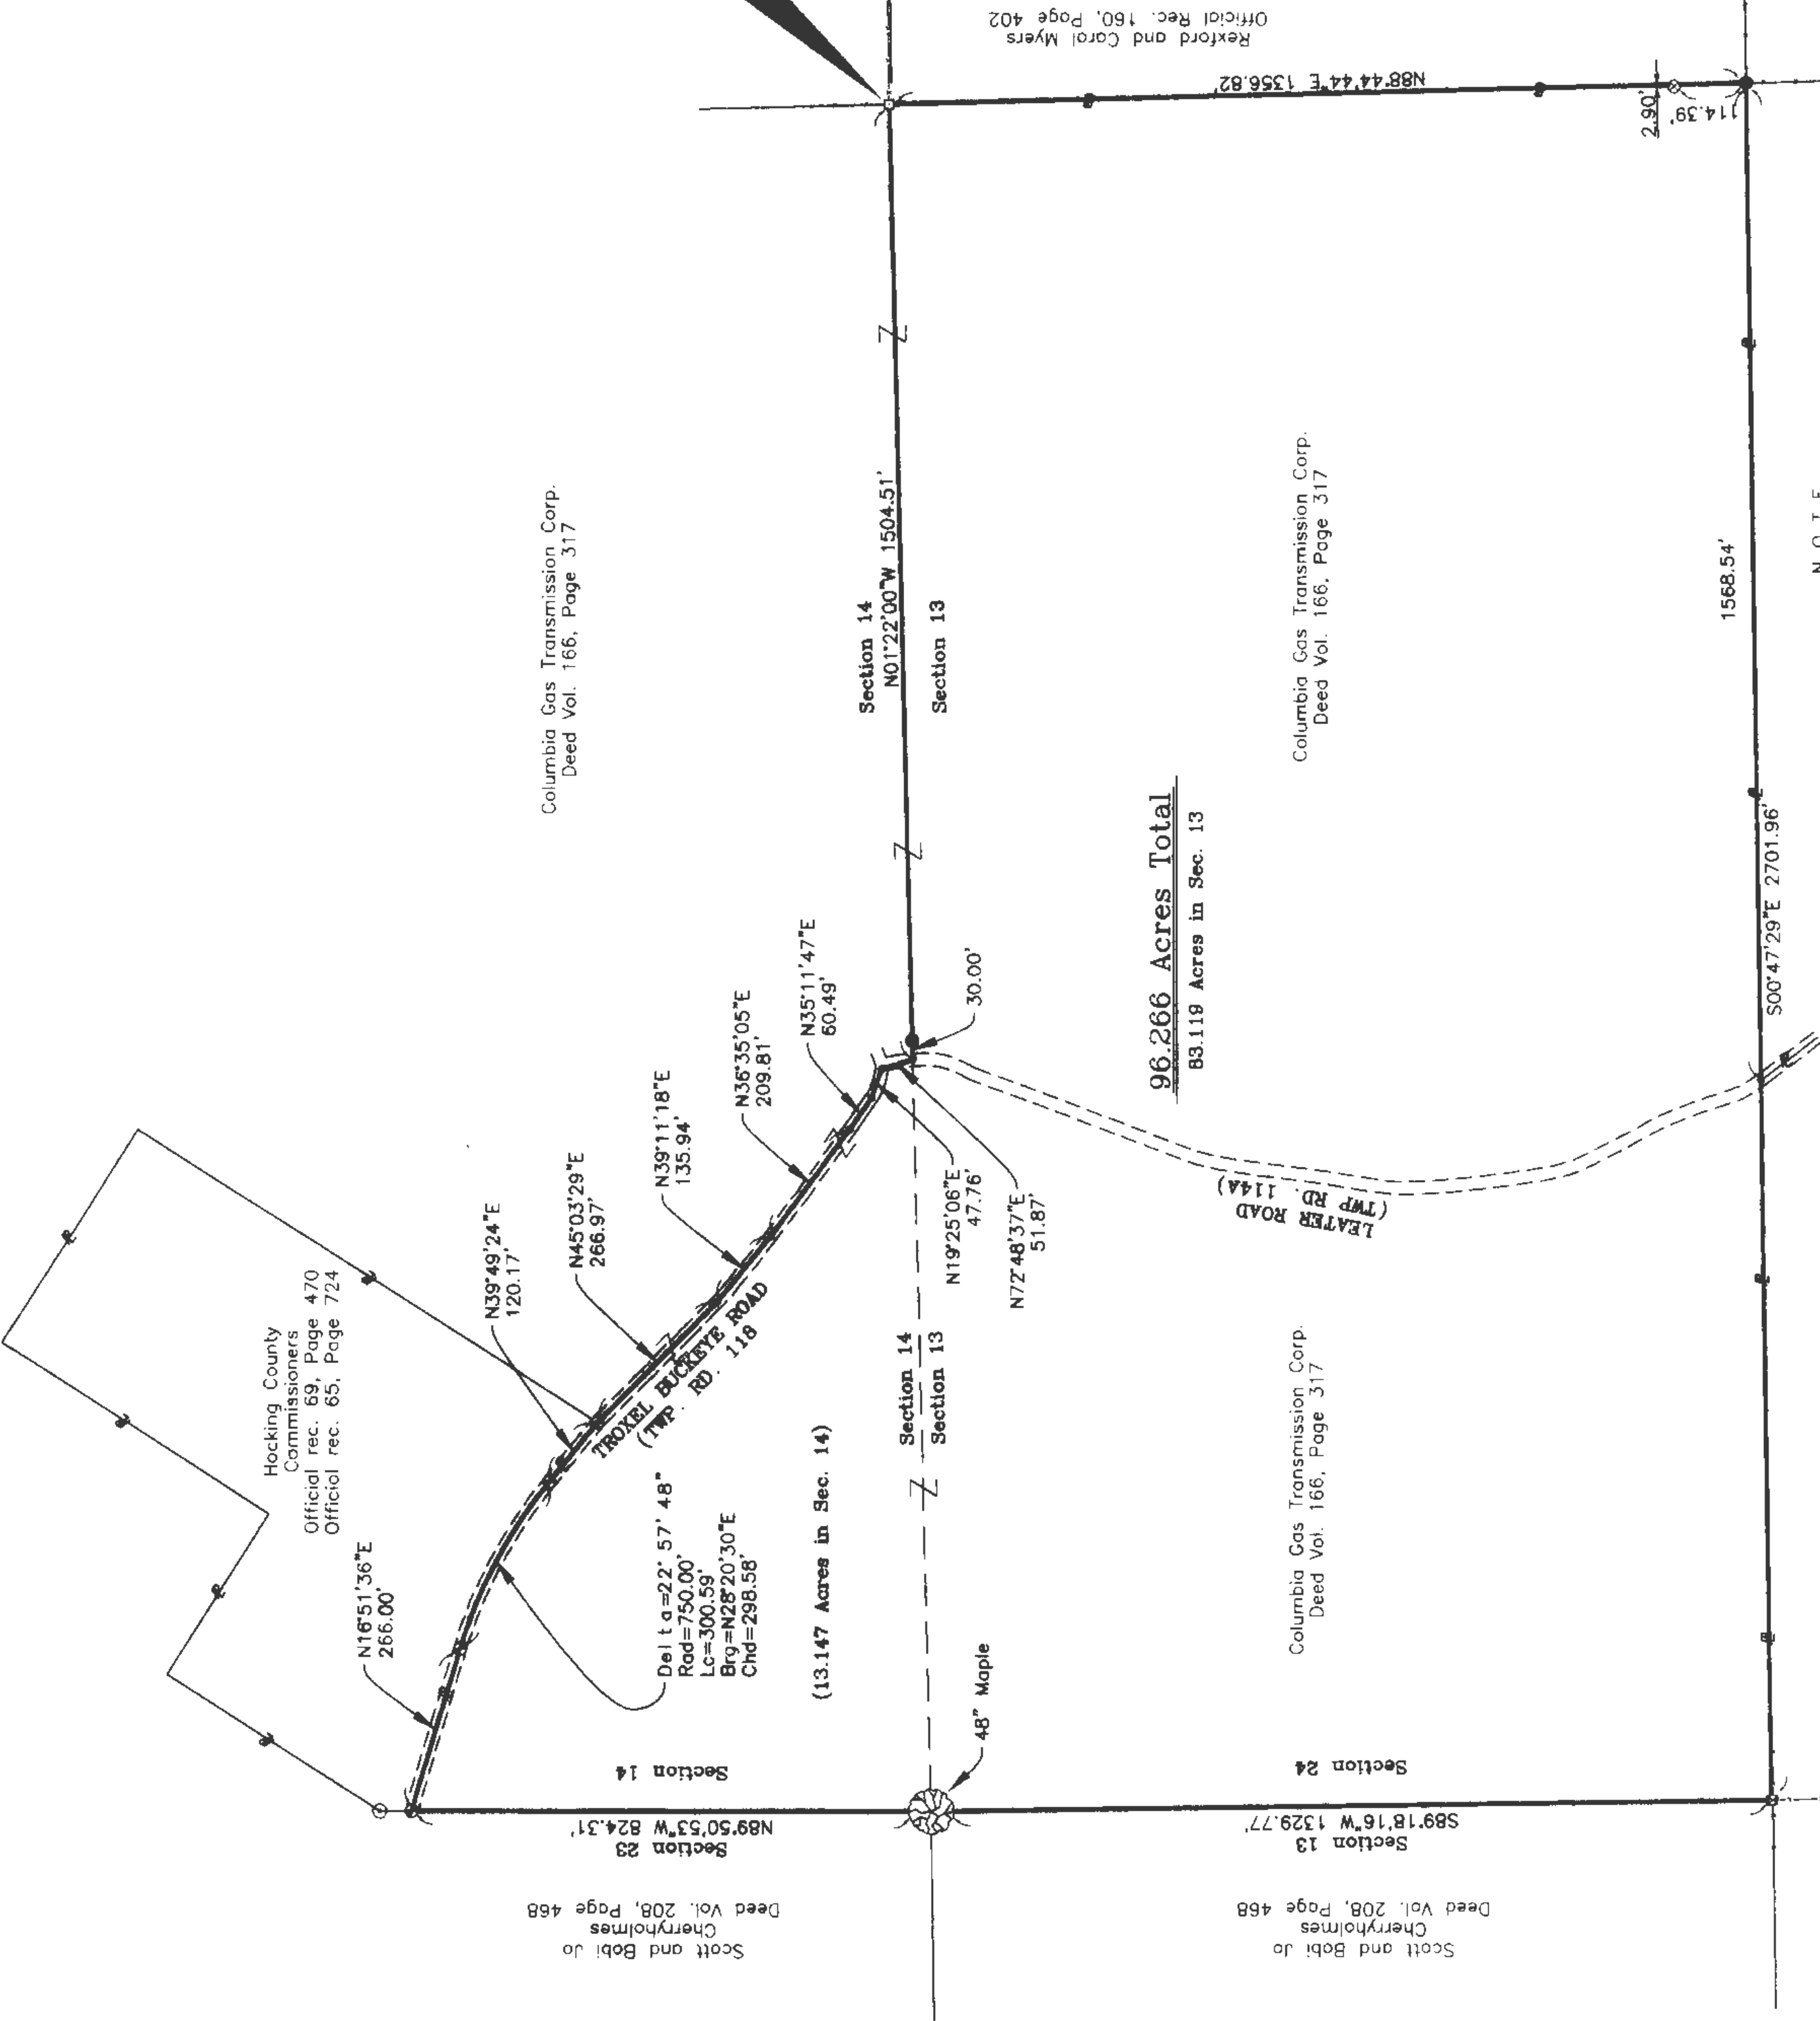 Rexford and Carol Myers
Official Rec. 160, Page 402
N88°44'44"E 1356.82'
2.90'
114.39'
Columbia Gas Transmission Corp.
Deed Vol. 166, Page 317
Section 14
N01°22'00"W 1504.51'
Section 13
Columbia Gas Transmission Corp.
Deed Vol. 166, Page 317
1568.54'
NOTE
S00°47'29"E 2701.96'
96.266 Acres Total
83.119 Acres in Sec. 13
30.00'
N35°11'47"E
60.49'
N36°35'05"E
209.81'
N39°11'18"E
135.94'
N45°03'29"E
266.97'
N39°49'24"E
120.17'
Hocking County
Commissioners
Official rec. 69, Page 470
Official rec. 65, Page 724
N16°51'36"E
266.00'
TROXEL BUCKEYE ROAD
(TWP. RD. 118
N19°25'06"E
47.76'
N72°48'37"E
51.87'
LEATER ROAD
(TWP RD. 114A)
Delta=22° 57' 48"
Rad=750.00'
Lc=300.59'
Brg=N28°20'30"E
Chd=298.58'
(13.147 Acres in Sec. 14)
Section 14
Section 13
48" Maple
Columbia Gas Transmission Corp.
Deed Vol. 166, Page 317
Section 14
N89°50'53"W 824.31'
Section 23
Section 24
S89°18'16"W 1329.77'
Section 13
Scott and Bobi Jo
Cherryholmes
Deed Vol. 208, Page 468
Scott and Bobi Jo
Cherryholmes
Deed Vol. 208, Page 468